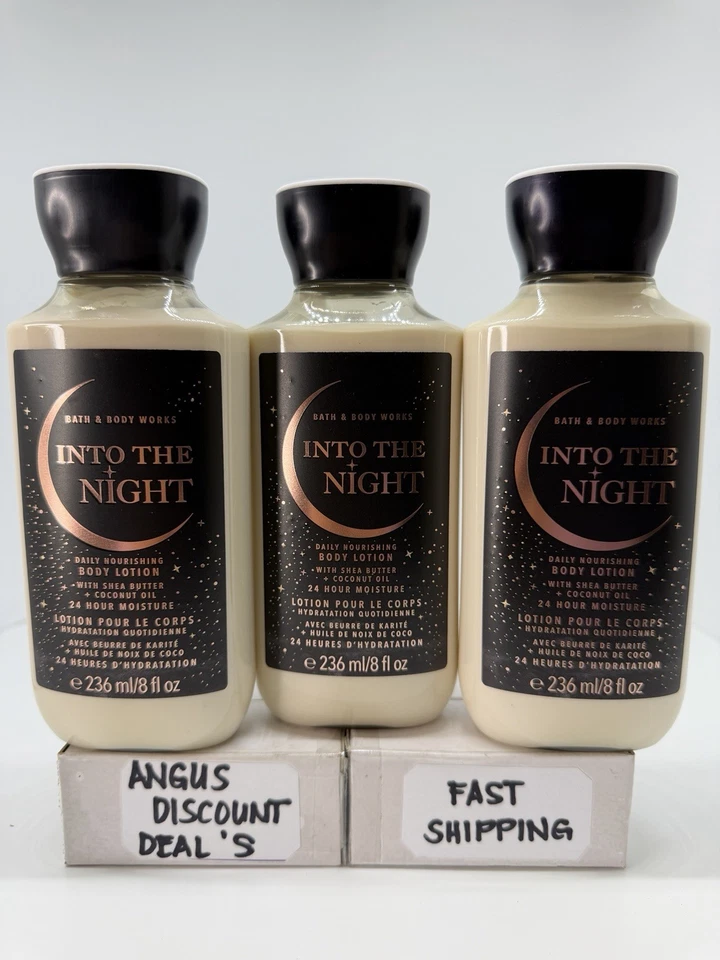 BATH & BODY WORKS
INTO THE
NIGHT
DAILY NOURISHING
BODY LOTION
WITH SHEA BUTTER
+ COCONUT OIL
24 HOUR MOISTURE
LOTION POUR LE CORPS
HYDRATATION QUOTIDIENNE
AVEC BEURRE DE KARITÉ
+ HUILE DE NOIX DE COCO
24 HEURES D'HYDRATATION
℮ 236 ml/8 fl oz
BATH & BODY WORKS
INTO THE
NIGHT
DAILY NOURISHING
BODY LOTION
WITH SHEA BUTTER
+ COCONUT OIL
24 HOUR MOISTURE
LOTION POUR LE CORPS
HYDRATATION QUOTIDIENNE
AVEC BEURRE DE KARITÉ
+ HUILE DE NOIX DE COCO
24 HEURES D'HYDRATATION
℮ 236 ml/8 fl oz
BATH & BODY WORKS
INTO THE
NIGHT
DAILY NOURISHING
BODY LOTION
WITH SHEA BUTTER
+ COCONUT OIL
24 HOUR MOISTURE
LOTION POUR LE CORPS
HYDRATATION QUOTIDIENNE
AVEC BEURRE DE KARITÉ
+ HUILE DE NOIX DE COCO
24 HEURES D'HYDRATATION
℮ 236 ml/8 fl oz
ANGUS
DISCOUNT
DEAL'S
FAST
SHIPPING